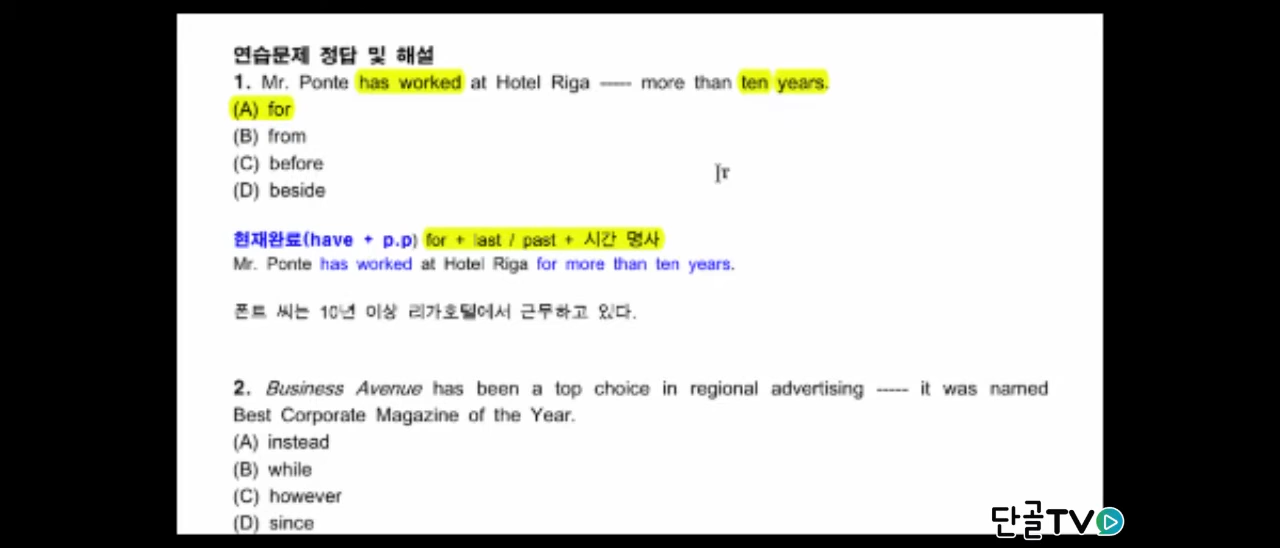 연습문제 정답 및 해설
1. Mr. Ponte has worked at Hotel Riga ----- more than ten years.
(A) for
(B) from
(C) before
(D) beside
현재완료(have + p.p) for + last / past + 시간 명사
Mr. Ponte has worked at Hotel Riga for more than ten years.
폰트 씨는 10년 이상 리가호텔에서 근무하고 있다.
2. Business Avenue has been a top choice in regional advertising ----- it was named
Best Corporate Magazine of the Year.
(A) instead
(B) while
(C) however
(D) since
단골TV